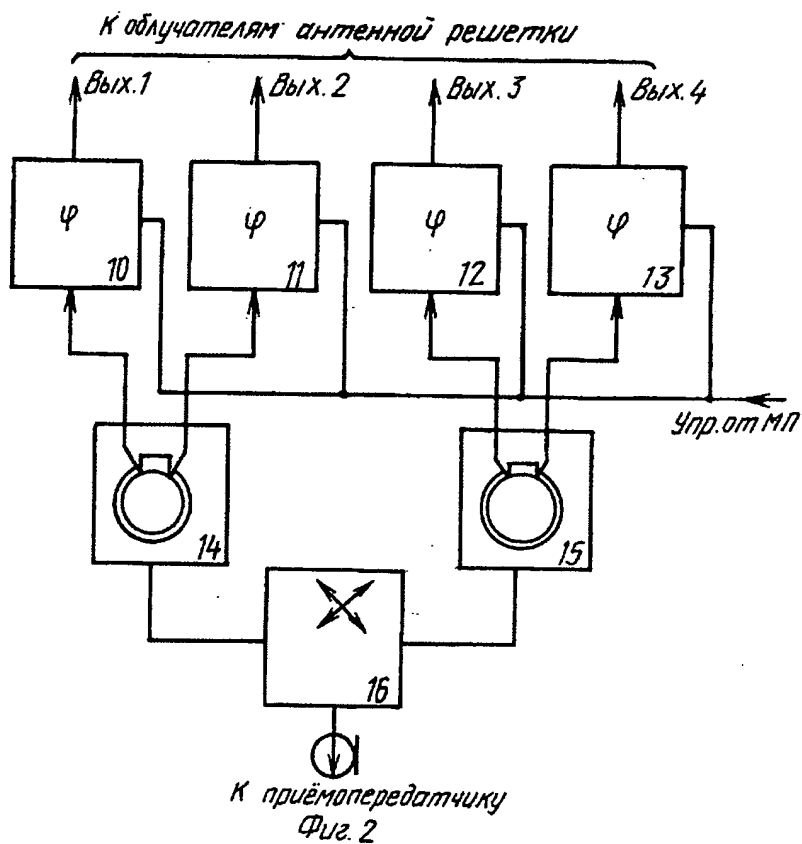 К облучателям антенной решетки
Вых.1 Вых.2 Вых.3 Вых.4
φ φ φ φ
10 11 12 13
Упр.от МП
14 15
16
К приёмопередатчику
Фиг. 2